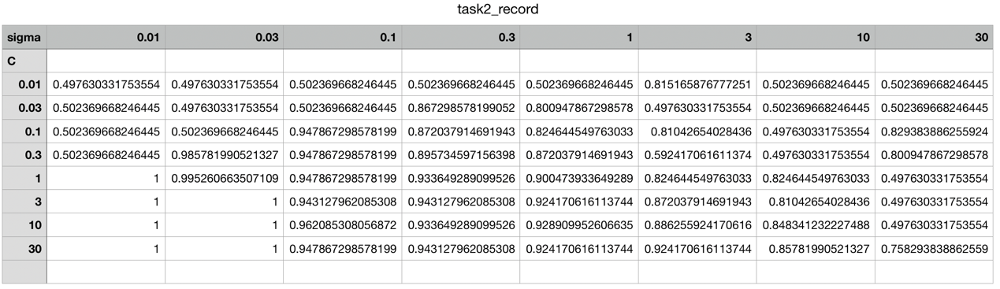 task2_record
sigma 0.01 0.03 0.1 0.3 1 3 10 30
C
0.01 0.497630331753554 0.497630331753554 0.502369668246445 0.502369668246445 0.502369668246445 0.815165876777251 0.502369668246445 0.502369668246445
0.03 0.502369668246445 0.497630331753554 0.502369668246445 0.867298578199052 0.800947867298578 0.497630331753554 0.502369668246445 0.502369668246445
0.1 0.502369668246445 0.502369668246445 0.947867298578199 0.872037914691943 0.824644549763033 0.81042654028436 0.497630331753554 0.829383886255924
0.3 0.502369668246445 0.985781990521327 0.947867298578199 0.895734597156398 0.872037914691943 0.592417061611374 0.497630331753554 0.800947867298578
1 1 0.995260663507109 0.947867298578199 0.933649289099526 0.900473933649289 0.824644549763033 0.824644549763033 0.497630331753554
3 1 1 0.943127962085308 0.943127962085308 0.924170616113744 0.872037914691943 0.81042654028436 0.497630331753554
10 1 1 0.962085308056872 0.933649289099526 0.928909952606635 0.886255924170616 0.848341232227488 0.497630331753554
30 1 1 0.947867298578199 0.943127962085308 0.924170616113744 0.924170616113744 0.85781990521327 0.758293838862559